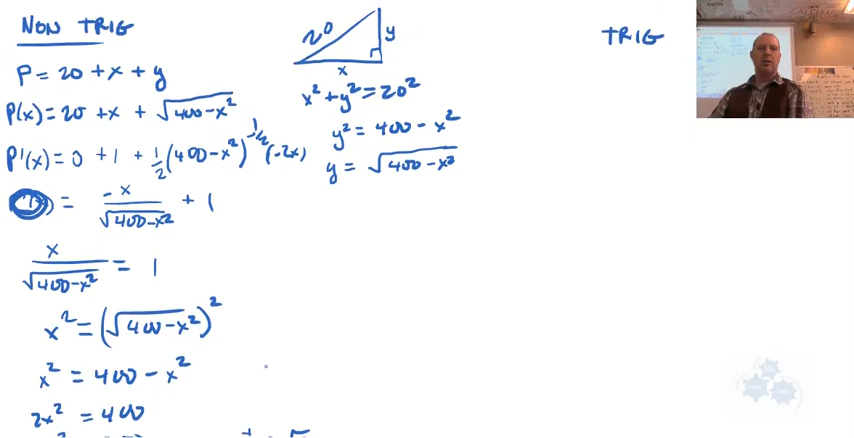 NON TRIG
P = 20 + x + y
P(x) = 20 + x + √(400-x²)
P'(x) = 0 + 1 + 1/2 (400-x²)^(-1/2) (-2x)
= -x/√(400-x²) + 1
x/√(400-x²) = 1
x² = (√(400-x²))²
x² = 400 - x²
2x² = 400
20
y
x
x² + y² = 20²
y² = 400 - x²
y = √(400-x²)
TRIG